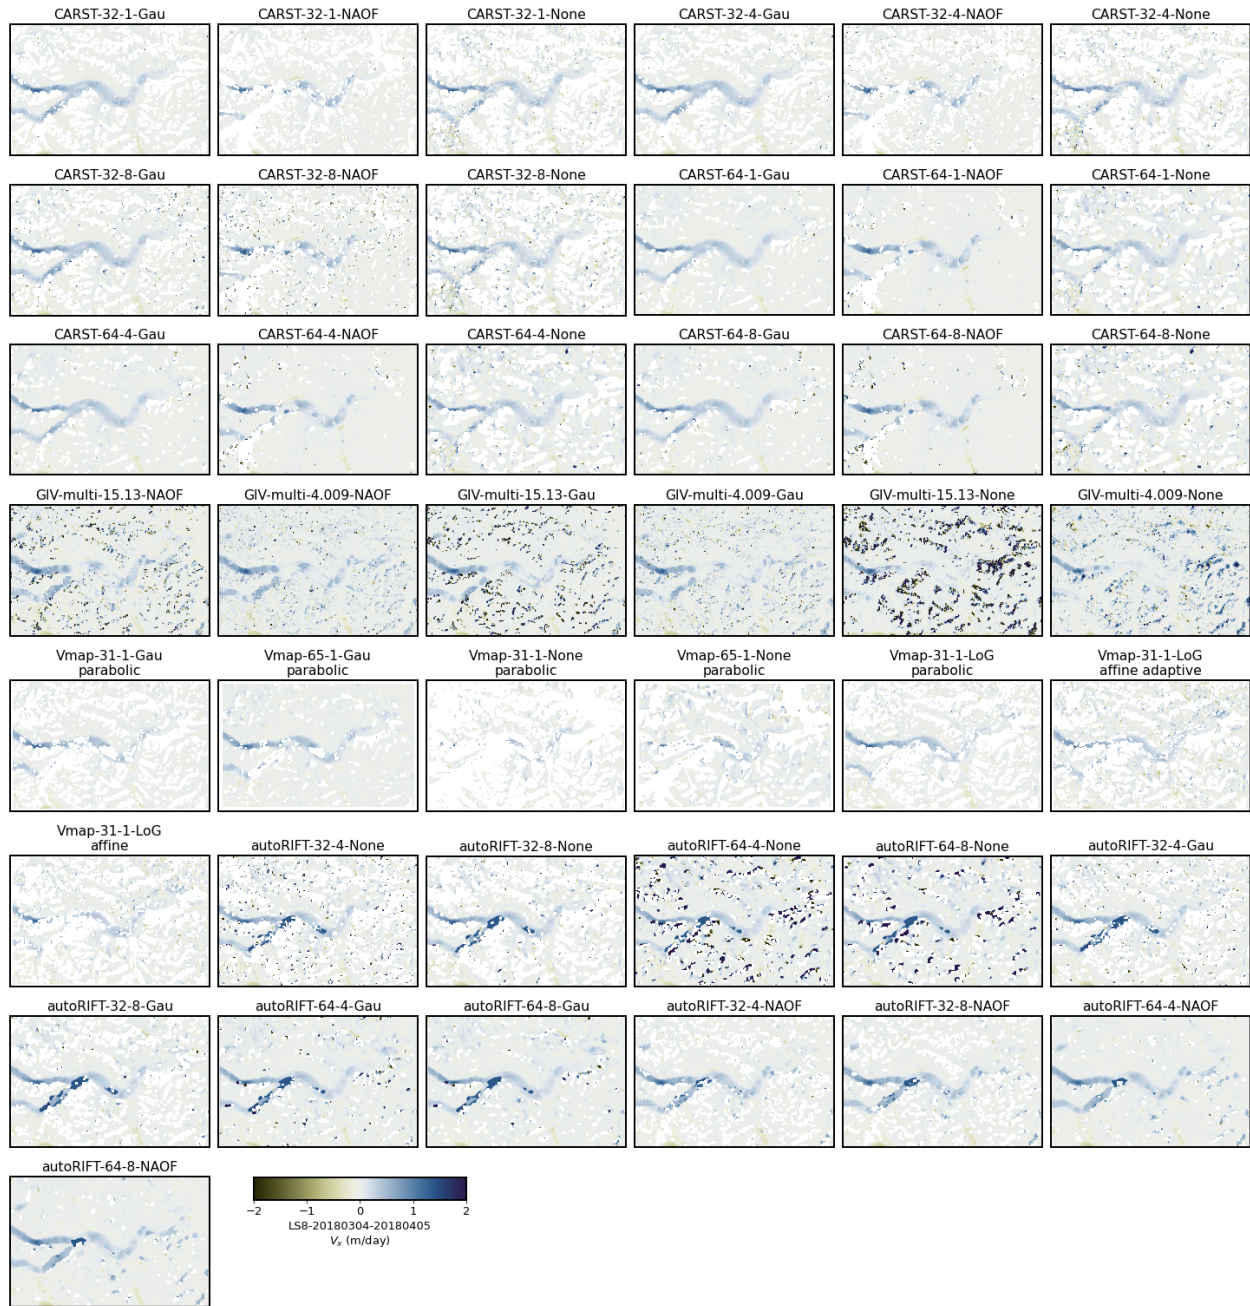 CARST-32-1-Gau CARST-32-1-NAOF CARST-32-1-None CARST-32-4-Gau CARST-32-4-NAOF CARST-32-4-None
CARST-32-8-Gau CARST-32-8-NAOF CARST-32-8-None CARST-64-1-Gau CARST-64-1-NAOF CARST-64-1-None
CARST-64-4-Gau CARST-64-4-NAOF CARST-64-4-None CARST-64-8-Gau CARST-64-8-NAOF CARST-64-8-None
GIV-multi-15.13-NAOF GIV-multi-4.009-NAOF GIV-multi-15.13-Gau GIV-multi-4.009-Gau GIV-multi-15.13-None GIV-multi-4.009-None
Vmap-31-1-Gau Vmap-65-1-Gau Vmap-31-1-None Vmap-65-1-None Vmap-31-1-LoG Vmap-31-1-LoG
parabolic parabolic parabolic parabolic parabolic affine adaptive
Vmap-31-1-LoG
affine autoRIFT-32-4-None autoRIFT-32-8-None autoRIFT-64-4-None autoRIFT-64-8-None autoRIFT-32-4-Gau
autoRIFT-32-8-Gau autoRIFT-64-4-Gau autoRIFT-64-8-Gau autoRIFT-32-4-NAOF autoRIFT-32-8-NAOF autoRIFT-64-4-NAOF
autoRIFT-64-8-NAOF
−2 −1 0 1 2
LS8-20180304-20180405
Vx (m/day)